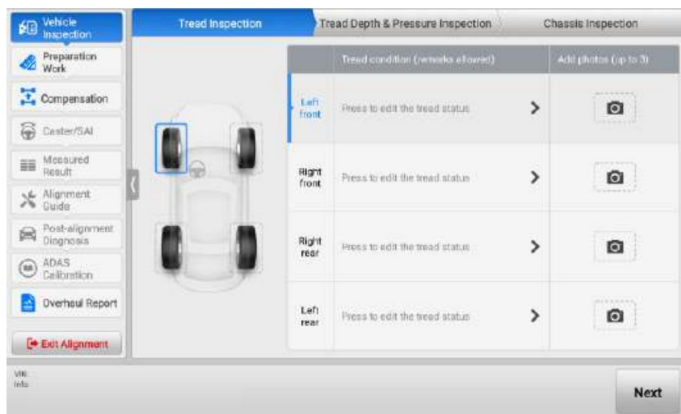 Vehicle
Inspection
Preparation
Work
Compensation
Caster/SAI
Measured
Result
Alignment
Guide
Post-alignment
Diagnosis
ADAS
Calibration
Overhaul Report
Exit Alignment
Tread Inspection
Tread Depth & Pressure Inspection
Chassis Inspection
Tread condition (remarks allowed)
Add photos (up to 3)
Left
front
Press to edit the tread status
Right
front
Press to edit the tread status
Right
rear
Press to edit the tread status
Left
rear
Press to edit the tread status
VIN:
Info:
Next